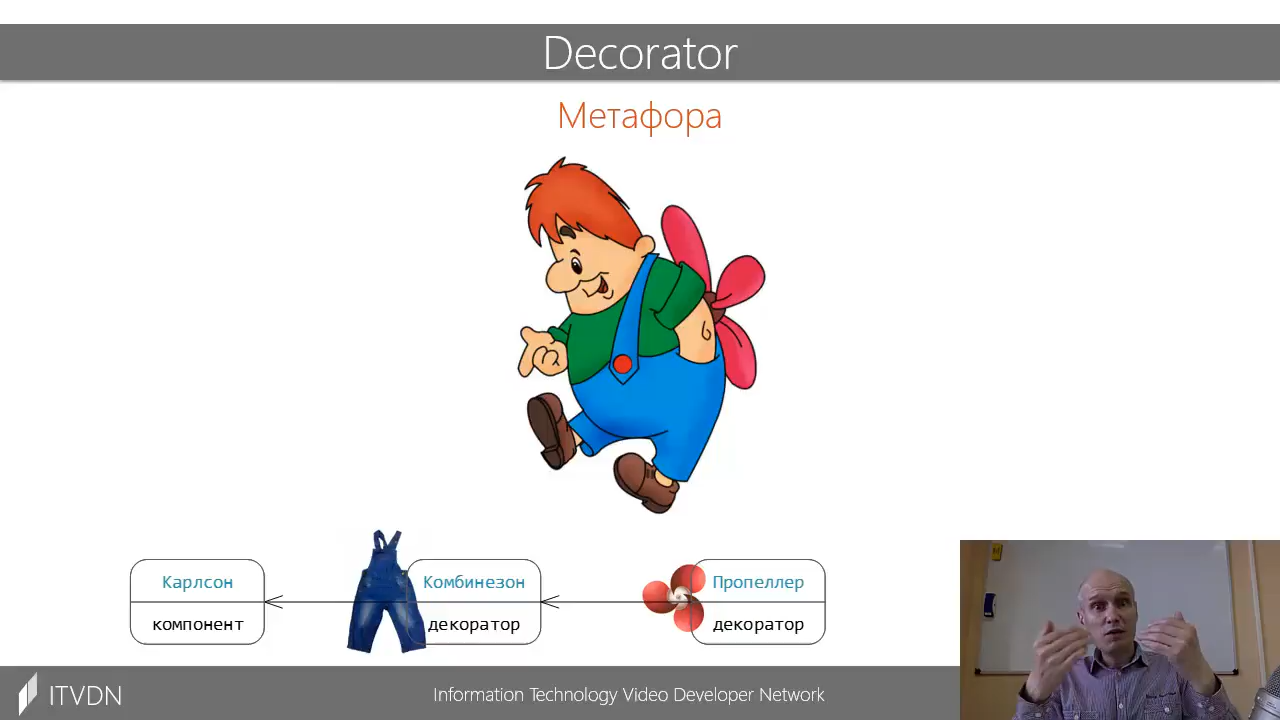 Decorator
Метафора
Карлсон
компонент
Комбинезон
декоратор
Пропеллер
декоратор
ITVDN
Information Technology Video Developer Network